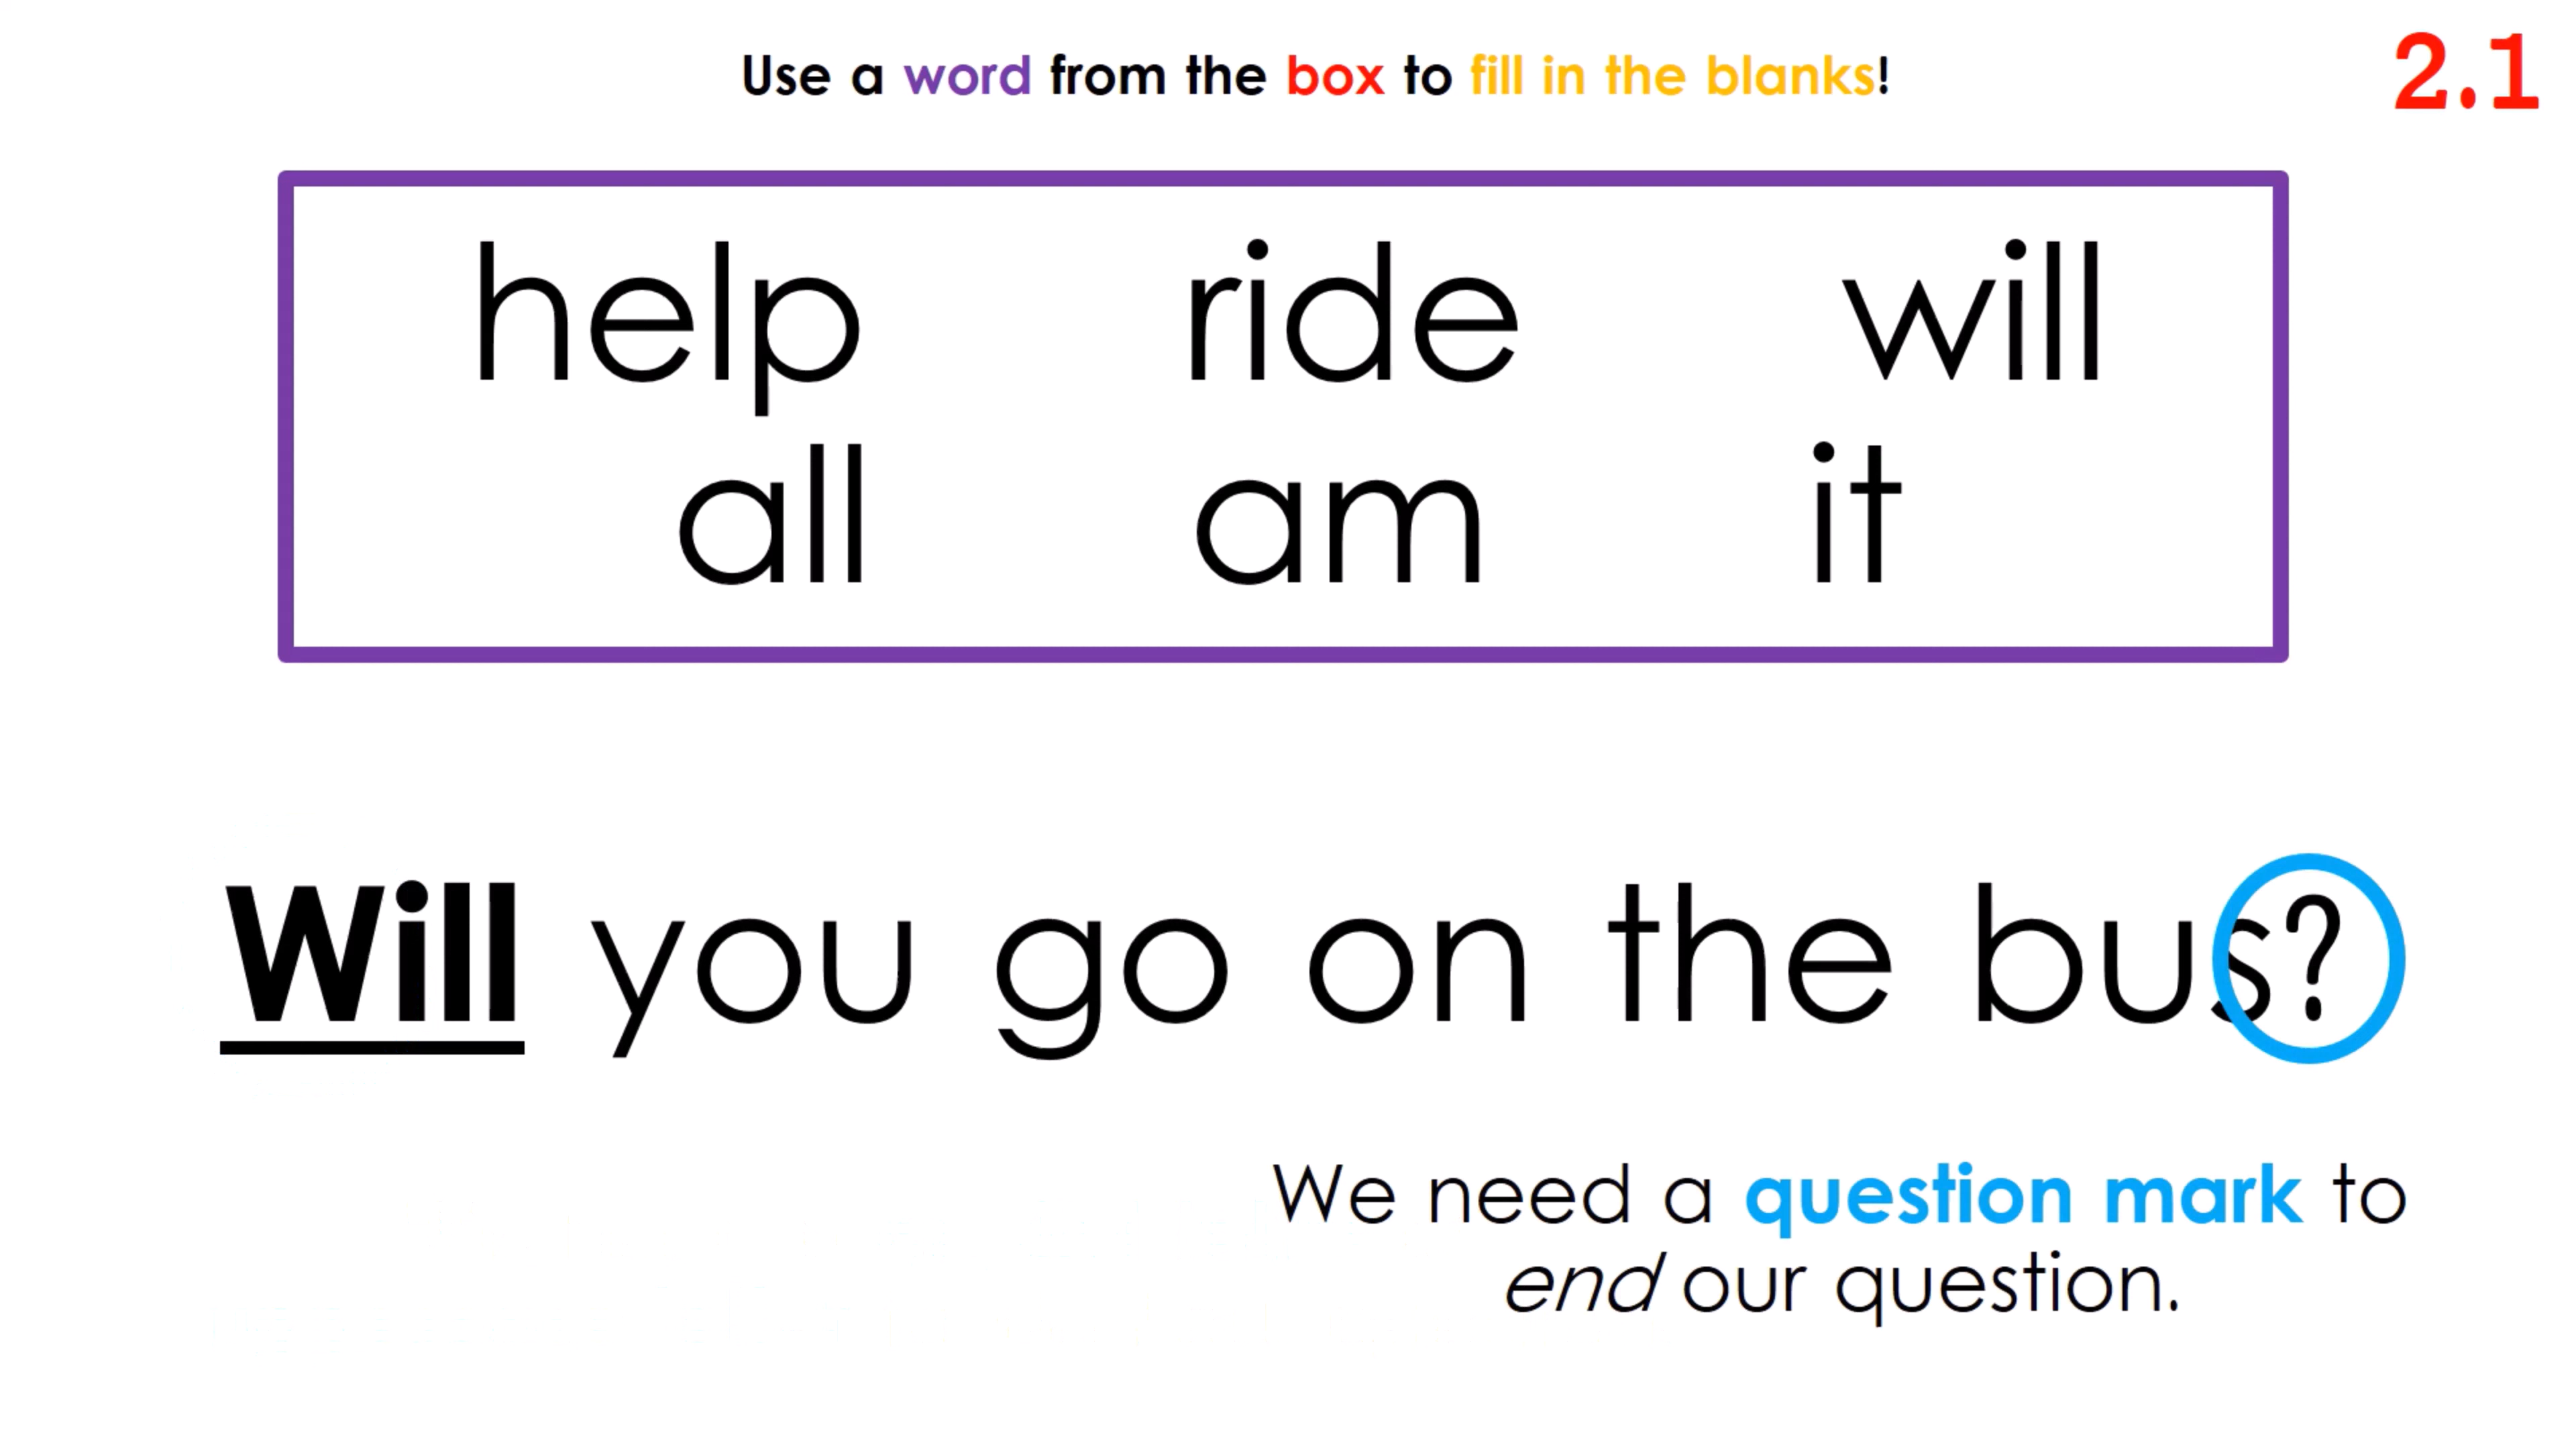 Use a word from the box to fill in the blanks!
2.1
help ride will
all am it
Will you go on the bus?
We need a question mark to
end our question.